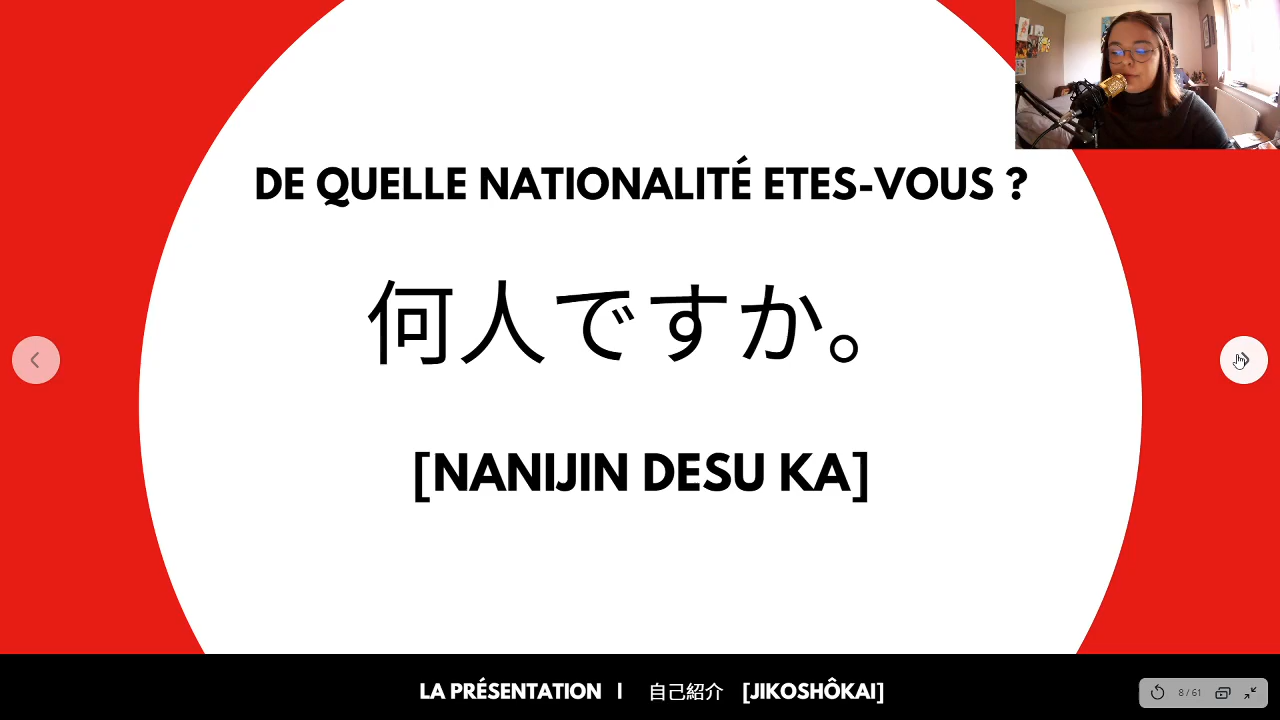 DE QUELLE NATIONALITÉ ETES-VOUS ?
何人ですか。
[NANIJIN DESU KA]
LA PRÉSENTATION I 自己紹介 [JIKOSHÔKAI]
8 / 61